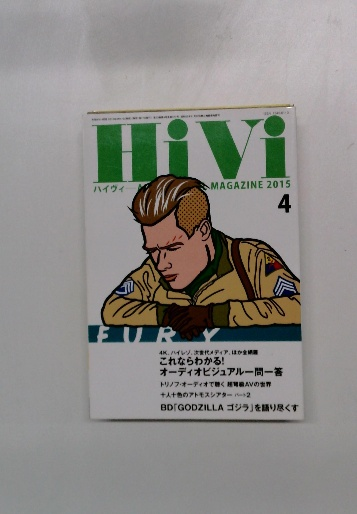 HiVi
ハイヴィ
MAGAZINE 2015
4
FURY
4K、ハイレゾ、次世代メディア、ほか全網羅
これならわかる!
オーディオビジュアル一問一答
トリノフ・オーディオで聴く 超弩級AVの世界
十人十色のアトモスシアター パート2
BD「GODZILLA ゴジラ」を語り尽くす